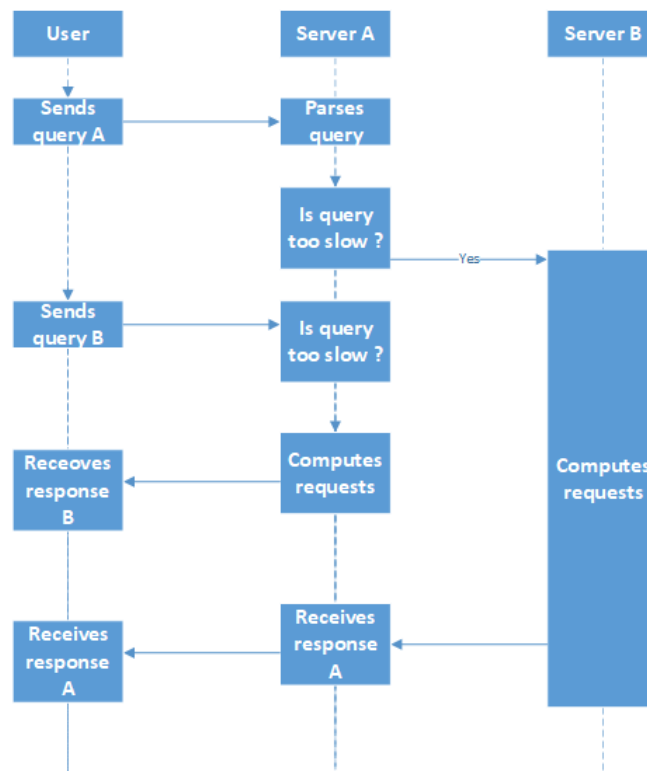 User
Server A
Server B
Sends
query A
Parses
query
Is query
too slow ?
Yes
Sends
query B
Is query
too slow ?
Computes
requests
Receoves
response
B
Computes
requests
Receives
response
A
Receives
response
A